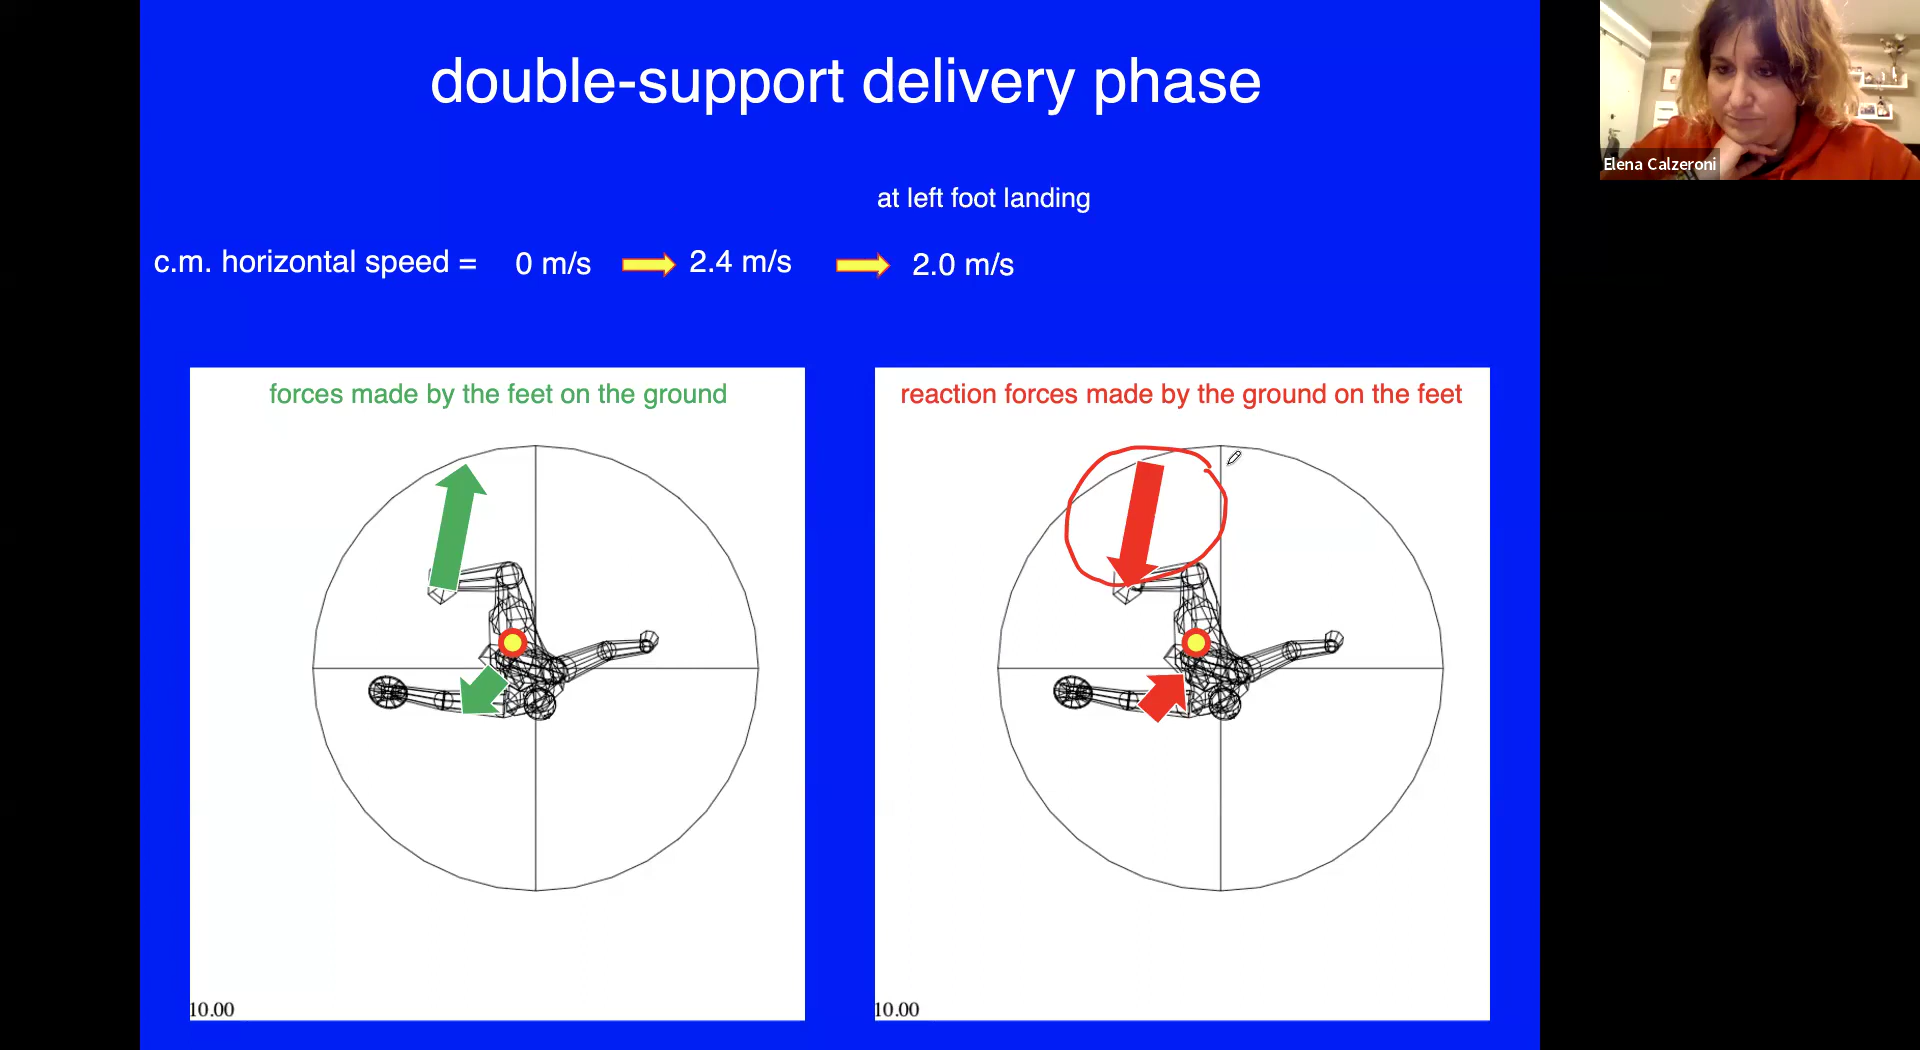 double-support delivery phase
Elena Calzeroni
at left foot landing
c.m. horizontal speed = 0 m/s 2.4 m/s 2.0 m/s
forces made by the feet on the ground
reaction forces made by the ground on the feet
10.00
10.00